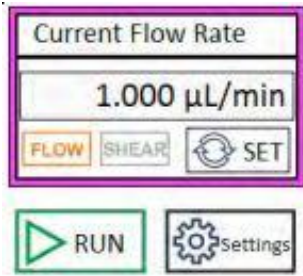 Current Flow Rate
1.000 µL/min
FLOW SHEAR SET
RUN Settings